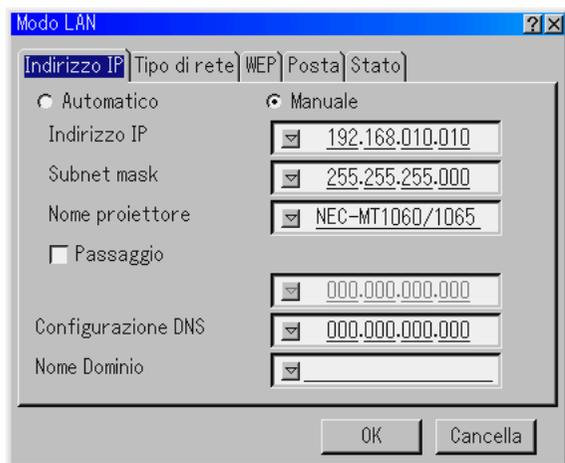 Modo LAN
Indirizzo IP Tipo di rete WEP Posta Stato
Automatico Manuale
Indirizzo IP 192.168.010.010
Subnet mask 255.255.255.000
Nome proiettore NEC-MT1060/1065
Passaggio
000.000.000.000
Configurazione DNS 000.000.000.000
Nome Dominio
OK Cancella